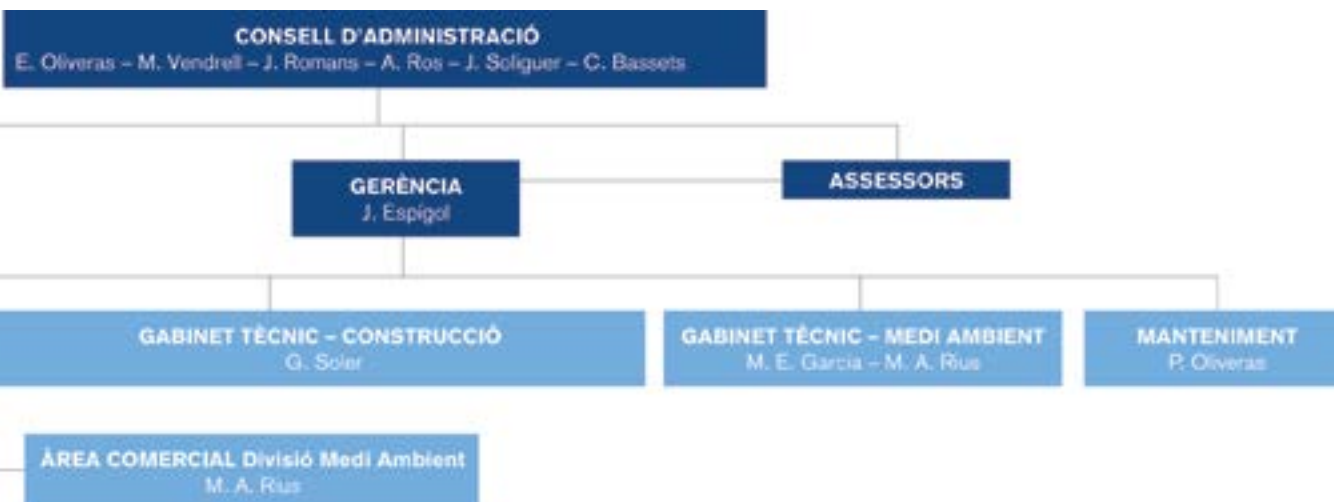 CONSELL D'ADMINISTRACIÓ
E. Oliveras – M. Vendrell – J. Romans – A. Ros – J. Soliguer – C. Bassets
GERÈNCIA
J. Espígol
ASSESSORS
GABINET TÈCNIC – CONSTRUCCIÓ
G. Soler
GABINET TÈCNIC – MEDI AMBIENT
M. E. Garcia – M. A. Rius
MANTENIMENT
P. Oliveras
ÀREA COMERCIAL Divisió Medi Ambient
M. A. Rius